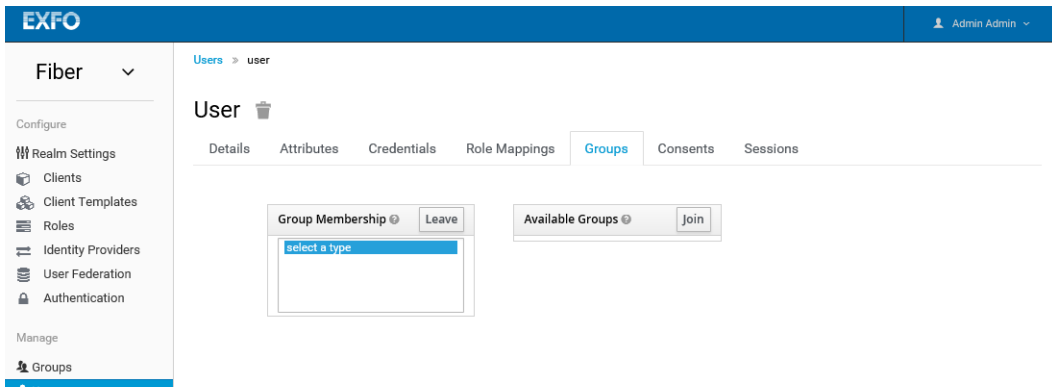 EXFO
Admin Admin
Fiber
Users » user
User
Configure
Details Attributes Credentials Role Mappings Groups Consents Sessions
Realm Settings
Clients
Client Templates
Roles
Identity Providers
User Federation
Authentication
Group Membership Leave
select a type
Available Groups Join
Manage
Groups